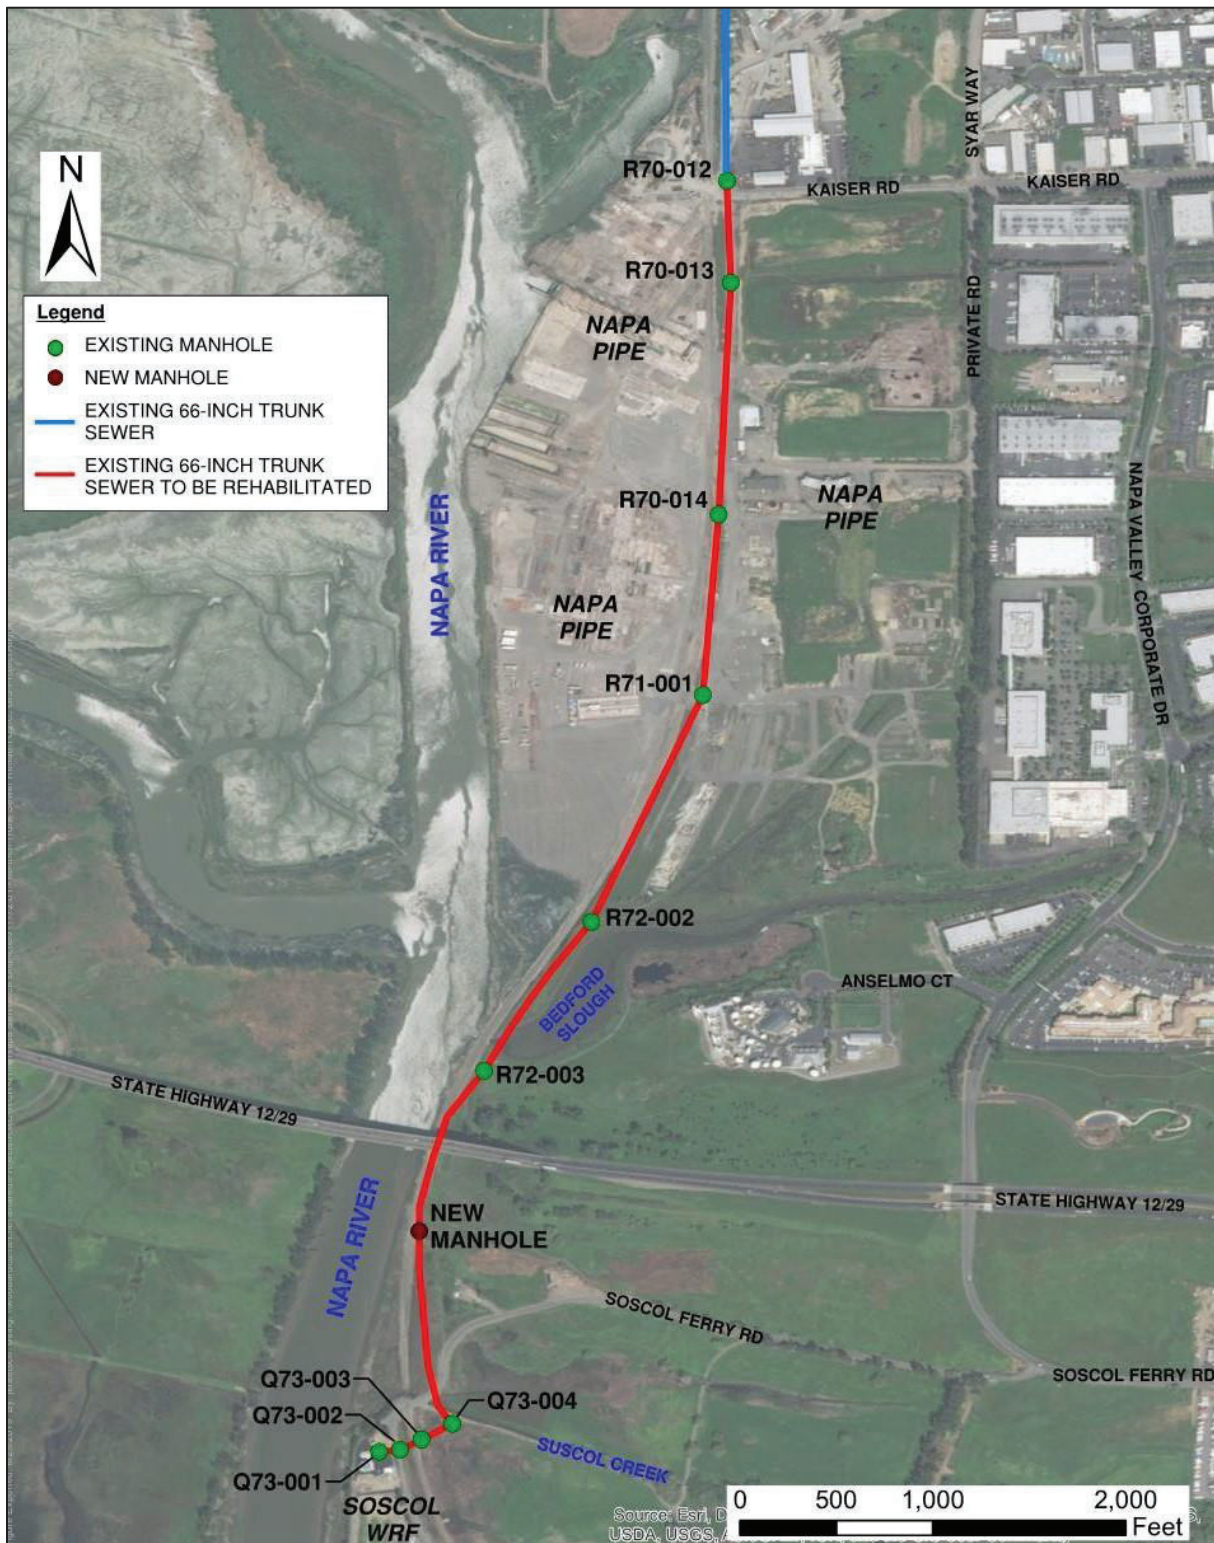 SYAR WAY
N
R70-012
KAISER RD
KAISER RD
R70-013
Legend
EXISTING MANHOLE
NEW MANHOLE
EXISTING 66-INCH TRUNK
SEWER
EXISTING 66-INCH TRUNK
SEWER TO BE REHABILITATED
NAPA
PIPE
PRIVATE RD
R70-014
NAPA
PIPE
NAPA RIVER
NAPA VALLEY CORPORATE DR
NAPA
PIPE
R71-001
R72-002
ANSELMO CT
BEDFORD
SLOUGH
R72-003
STATE HIGHWAY 12/29
STATE HIGHWAY 12/29
NEW
MANHOLE
NAPA RIVER
SOSCOL FERRY RD
SOSCOL FERRY RD
Q73-003
Q73-004
Q73-002
Q73-001
SUSCOL CREEK
SOSCOL
WRF
0 500 1,000 2,000
Feet
Source: Esri,
USDA, USGS,